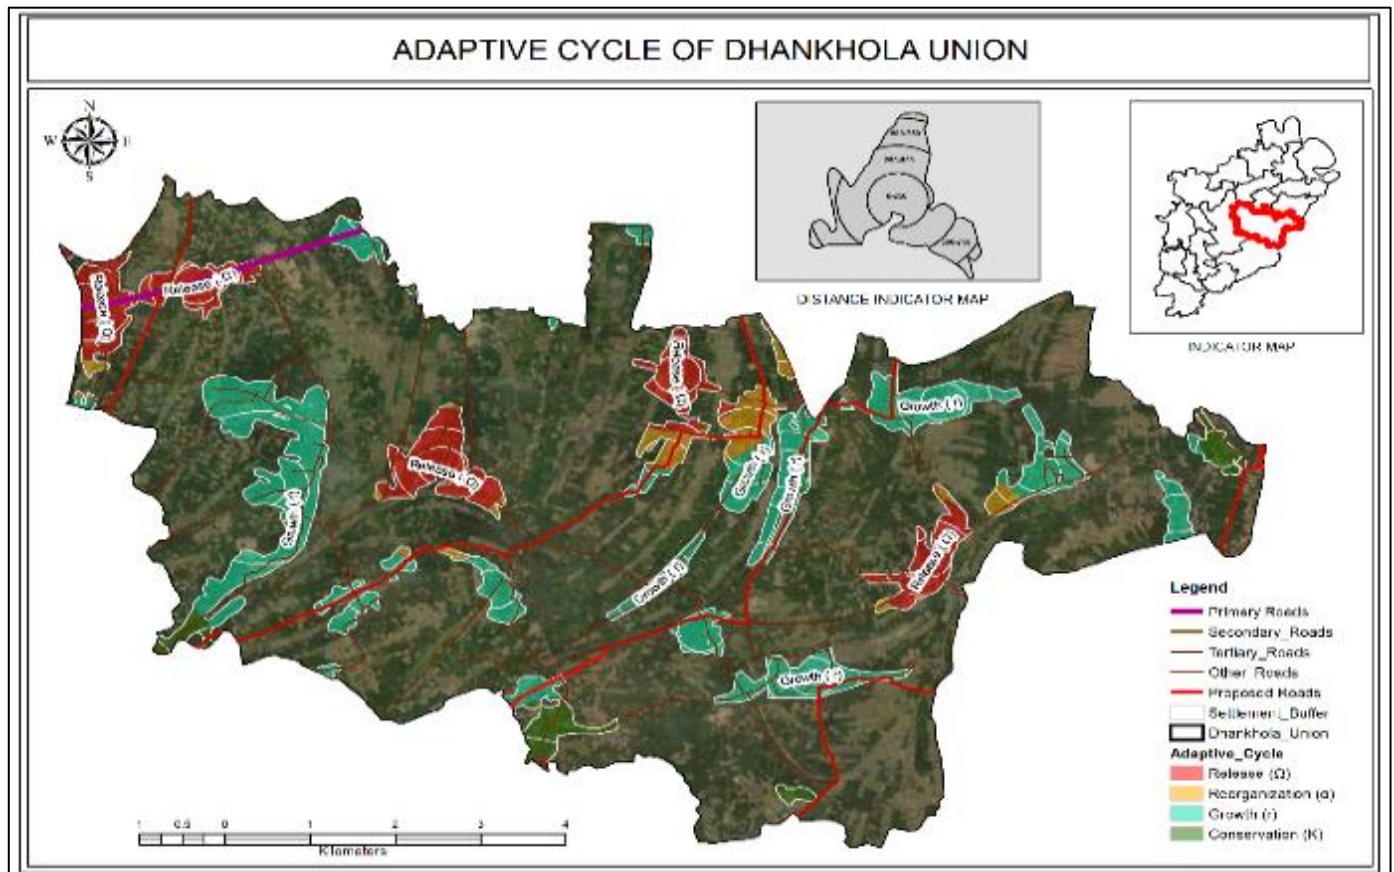 ADAPTIVE CYCLE OF DHANKHOLA UNION
N
W E
S
DISTANCE INDICATOR MAP
INDICATOR MAP
Release (Ω)
Release (Ω)
Release (Ω)
Growth (r)
Release (Ω)
Growth (r)
Growth (r)
Growth (r)
Release (Ω)
Growth (r)
Growth (r)
Legend
Primary Roads
Secondary_Roads
Tertiary_Roads
Other_Roads
Proposed Roads
Settlement_Buffer
Dhankhola_Union
Adaptive_Cycle
Release (Ω)
Reorganization (α)
Growth (r)
Conservation (K)
1 0.5 0 1 2 3 4
Kilometers